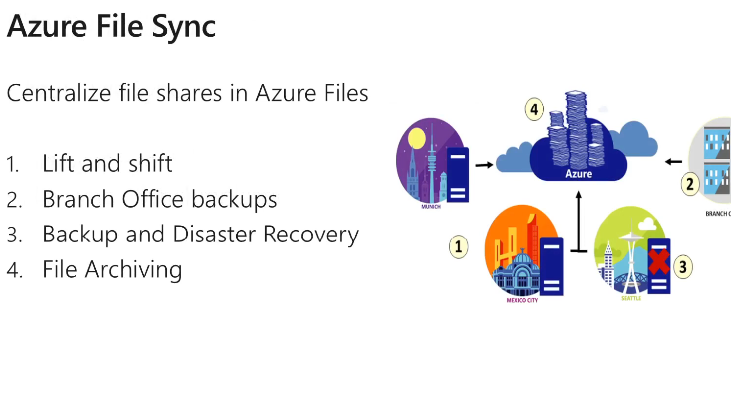 Azure File Sync
Centralize file shares in Azure Files
1. Lift and shift
2. Branch Office backups
3. Backup and Disaster Recovery
4. File Archiving
4
Azure
MUNICH
2
BRANCH
1
MEXICO CITY
3
SEATTLE